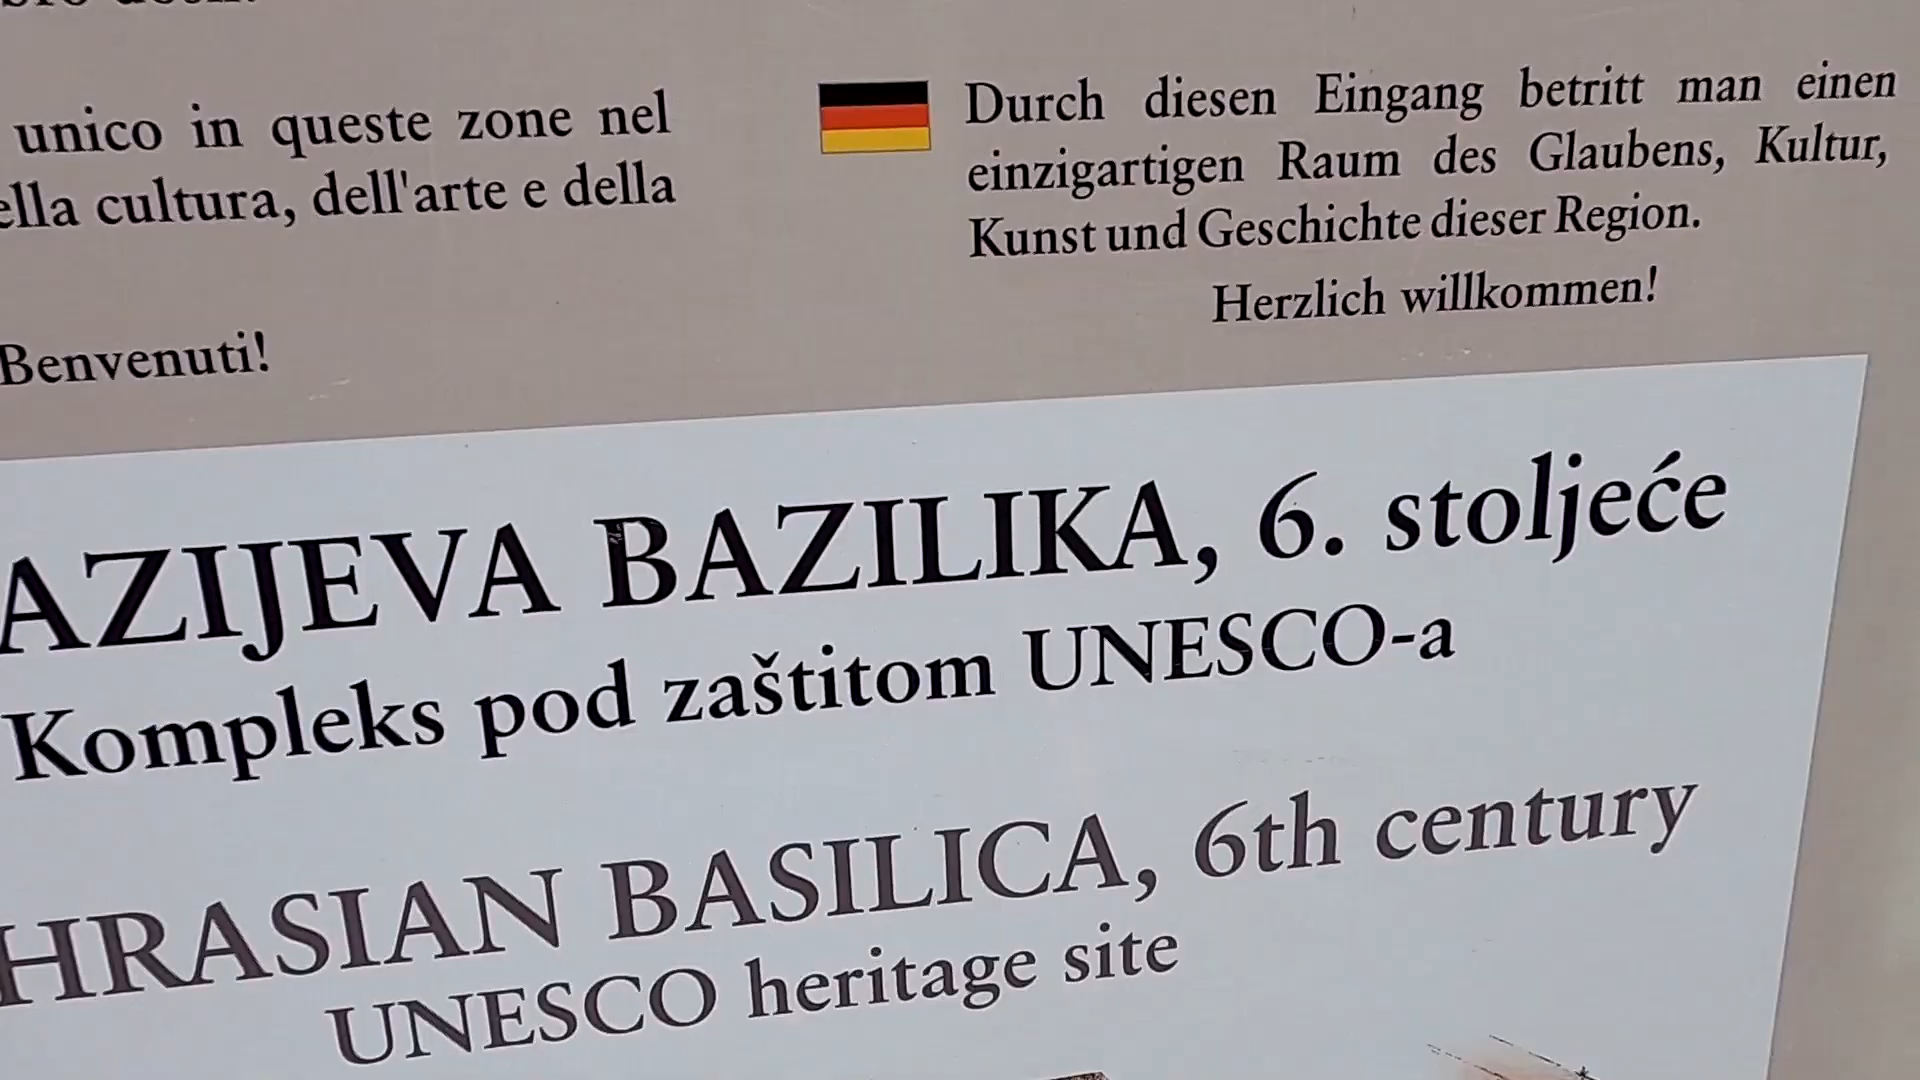 unico in queste zone nel
cultura, dell'arte e della
Benvenuti!
Durch diesen Eingang betritt man einen
einzigartigen Raum des Glaubens, Kultur,
Kunst und Geschichte dieser Region.
Herzlich willkommen!
AZIJEVA BAZILIKA, 6. stoljeće
Kompleks pod zaštitom UNESCO-a
HRASIAN BASILICA, 6th century
UNESCO heritage site